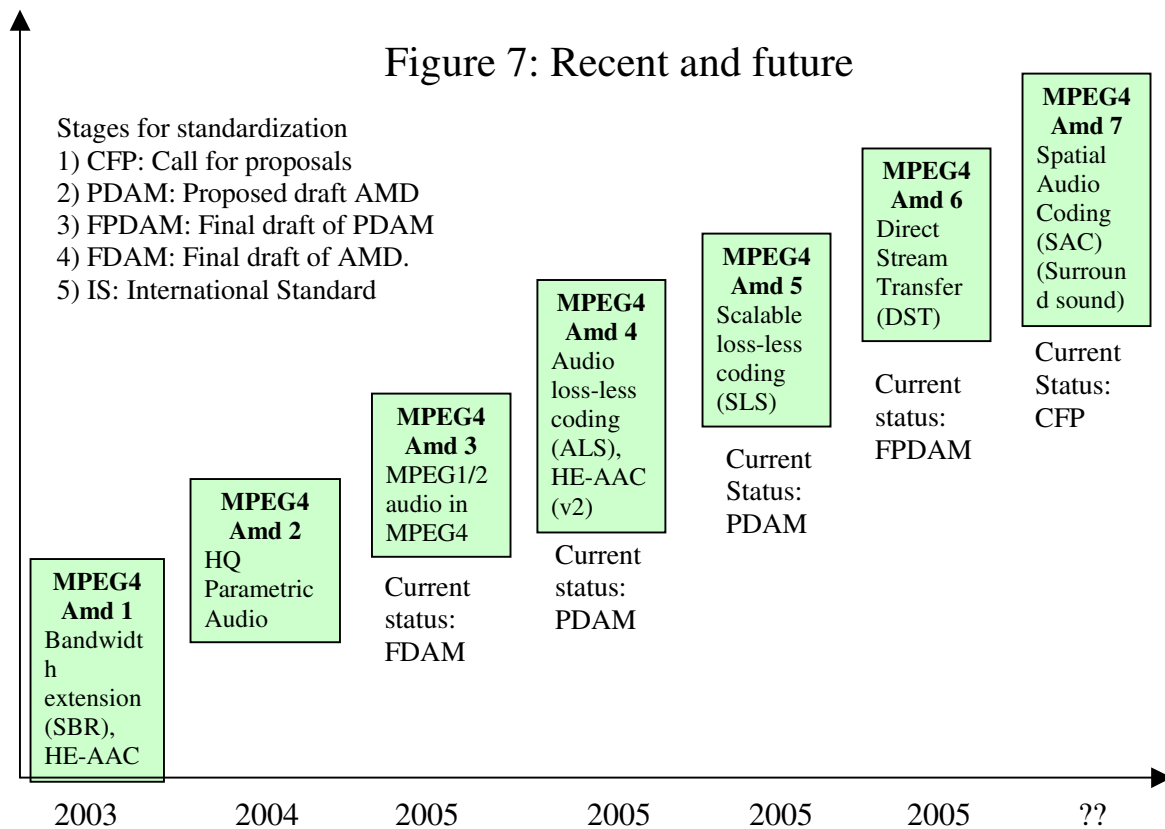 Figure 7: Recent and future
Stages for standardization
1) CFP: Call for proposals
2) PDAM: Proposed draft AMD
3) FPDAM: Final draft of PDAM
4) FDAM: Final draft of AMD.
5) IS: International Standard
MPEG4
Amd 1
Bandwidt
h
extension
(SBR),
HE-AAC
MPEG4
Amd 2
HQ
Parametric
Audio
MPEG4
Amd 3
MPEG1/2
audio in
MPEG4
Current
status:
FDAM
MPEG4
Amd 4
Audio
loss-less
coding
(ALS),
HE-AAC
(v2)
Current
status:
PDAM
MPEG4
Amd 5
Scalable
loss-less
coding
(SLS)
Current
Status:
PDAM
MPEG4
Amd 6
Direct
Stream
Transfer
(DST)
Current
status:
FPDAM
MPEG4
Amd 7
Spatial
Audio
Coding
(SAC)
(Surroun
d sound)
Current
Status:
CFP
2003 2004 2005 2005 2005 2005 ??